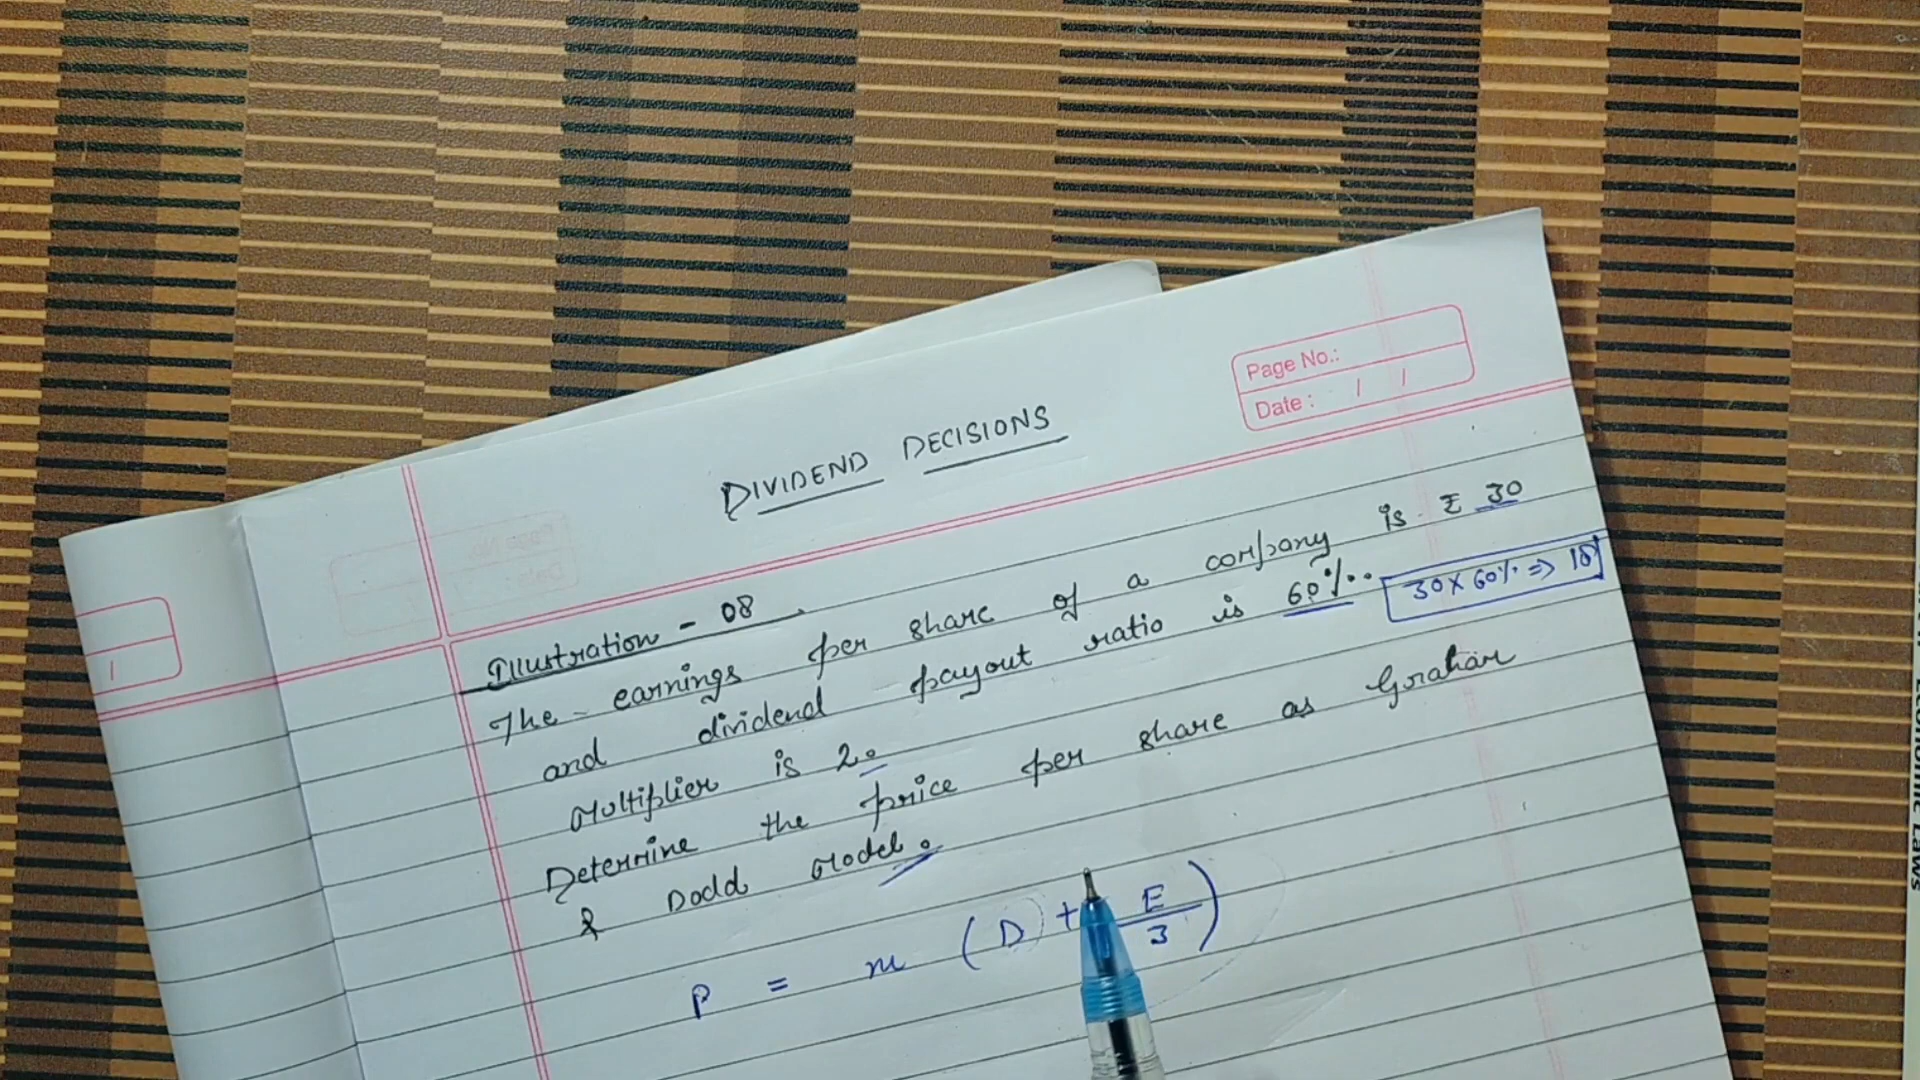 Page No.:
Date : / /
DIVIDEND DECISIONS
Illustration - 08
The earnings per share of a company is ₹ 30
and dividend payout ratio is 60%. 30 x 60% => 18
Multiplier is 2.
Determine the price per share as Graham
& Dodd Model.
P = m (D + E/3)